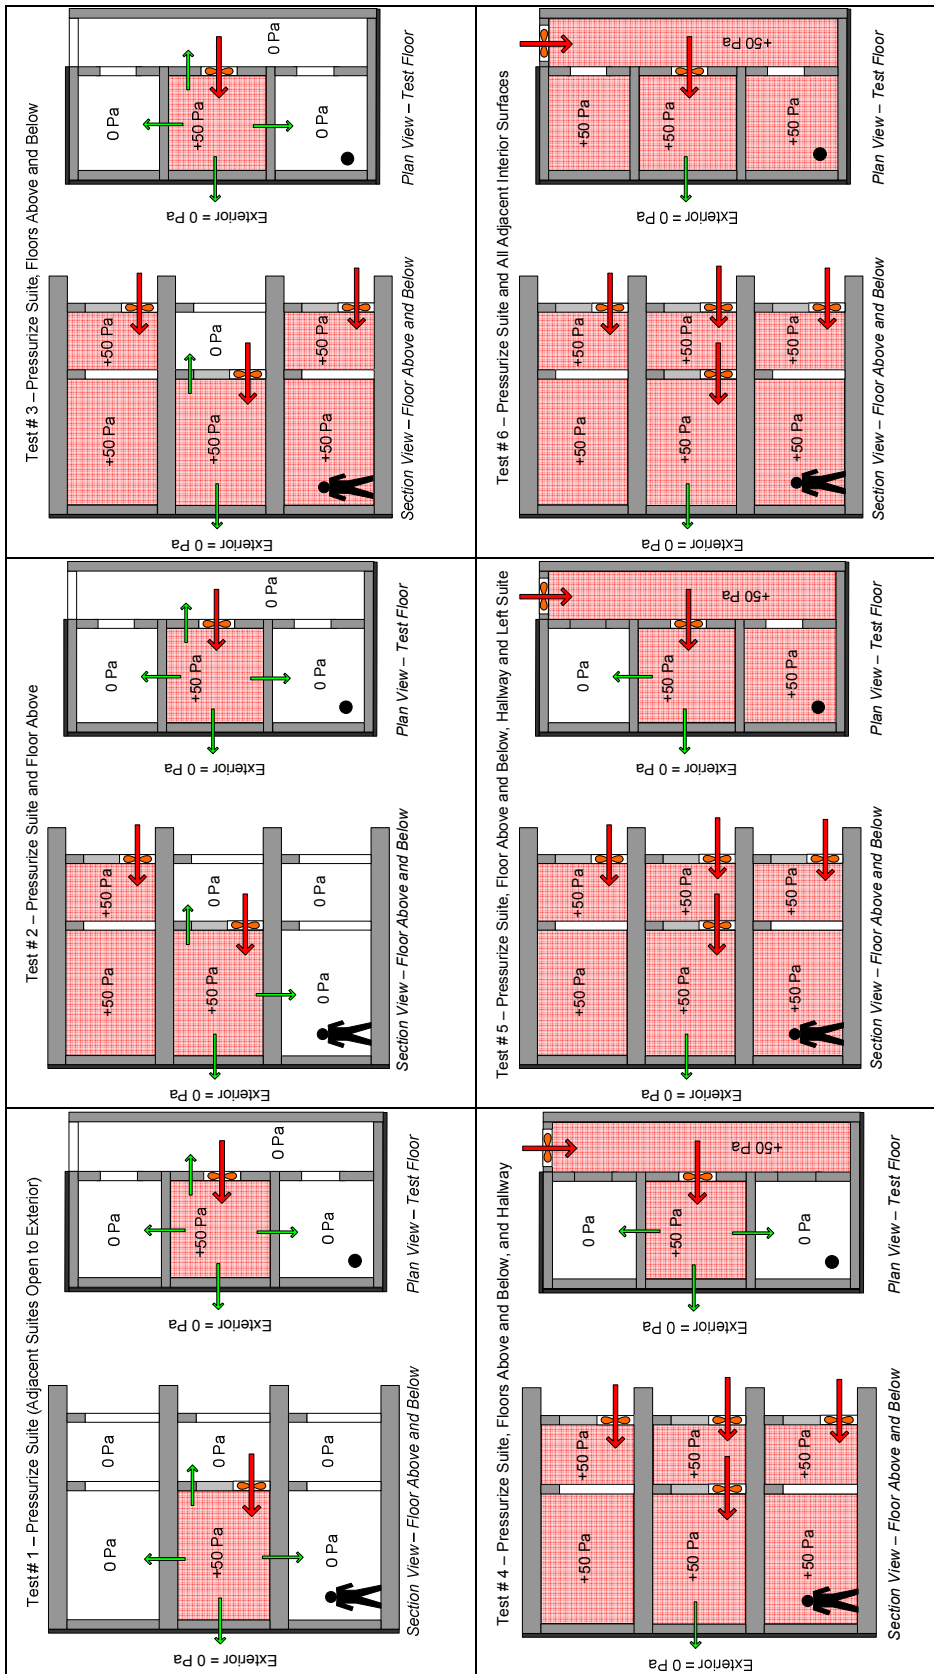 Test # 1 – Pressurize Suite (Adjacent Suites Open to Exterior)
0 Pa
0 Pa
+50 Pa
0 Pa
0 Pa
0 Pa
Exterior = 0 Pa
Section View – Floor Above and Below
0 Pa
+50 Pa
0 Pa
0 Pa
Exterior = 0 Pa
Plan View – Test Floor
Test # 2 – Pressurize Suite and Floor Above
+50 Pa
+50 Pa
+50 Pa
0 Pa
0 Pa
0 Pa
Exterior = 0 Pa
Section View – Floor Above and Below
0 Pa
+50 Pa
0 Pa
0 Pa
Exterior = 0 Pa
Plan View – Test Floor
Test # 3 – Pressurize Suite, Floors Above and Below
+50 Pa
+50 Pa
+50 Pa
0 Pa
+50 Pa
+50 Pa
Exterior = 0 Pa
Section View – Floor Above and Below
0 Pa
+50 Pa
0 Pa
0 Pa
Exterior = 0 Pa
Plan View – Test Floor
Test # 4 – Pressurize Suite, Floors Above and Below, and Hallway
+50 Pa
+50 Pa
+50 Pa
+50 Pa
+50 Pa
+50 Pa
Exterior = 0 Pa
Section View – Floor Above and Below
0 Pa
+50 Pa
0 Pa
+50 Pa
Exterior = 0 Pa
Plan View – Test Floor
Test # 5 – Pressurize Suite, Floor Above and Below, Hallway and Left Suite
+50 Pa
+50 Pa
+50 Pa
+50 Pa
+50 Pa
+50 Pa
Exterior = 0 Pa
Section View – Floor Above and Below
0 Pa
+50 Pa
+50 Pa
+50 Pa
Exterior = 0 Pa
Plan View – Test Floor
Test # 6 – Pressurize Suite and All Adjacent Interior Surfaces
+50 Pa
+50 Pa
+50 Pa
+50 Pa
+50 Pa
+50 Pa
Exterior = 0 Pa
Section View – Floor Above and Below
+50 Pa
+50 Pa
+50 Pa
+50 Pa
Exterior = 0 Pa
Plan View – Test Floor